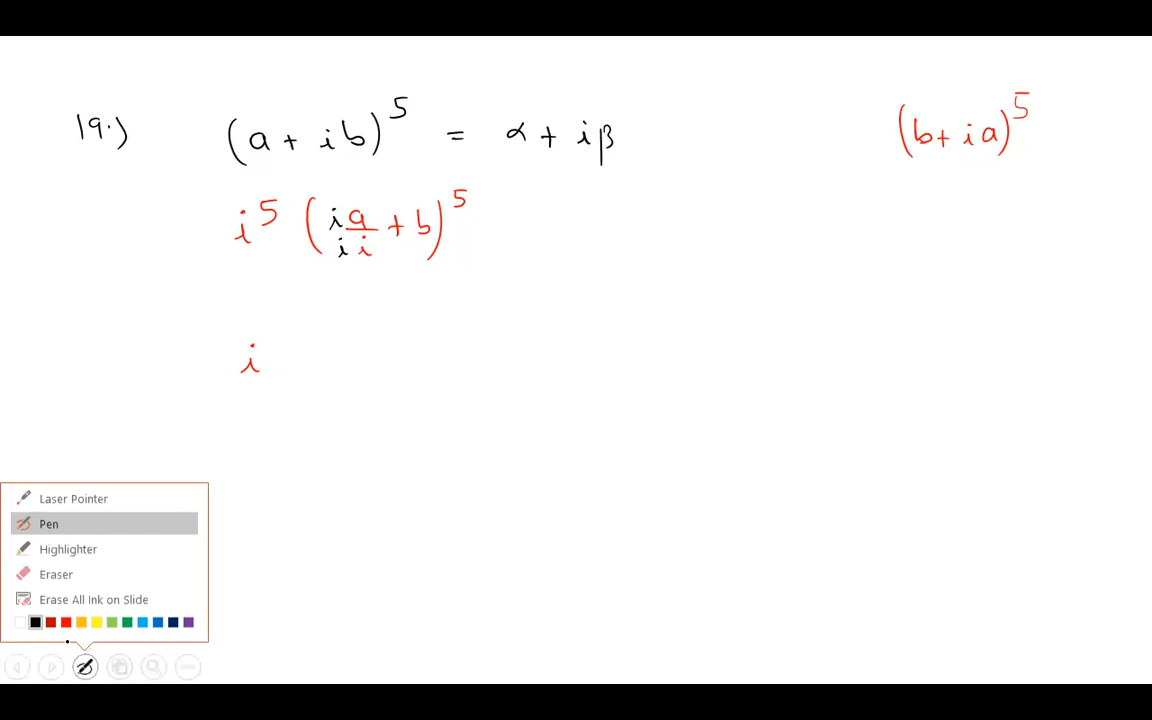 19.) (a + ib)^5 = α + iβ (b + ia)^5
i^5 (ia/ii + b)^5
i
Laser Pointer
Pen
Highlighter
Eraser
Erase All Ink on Slide